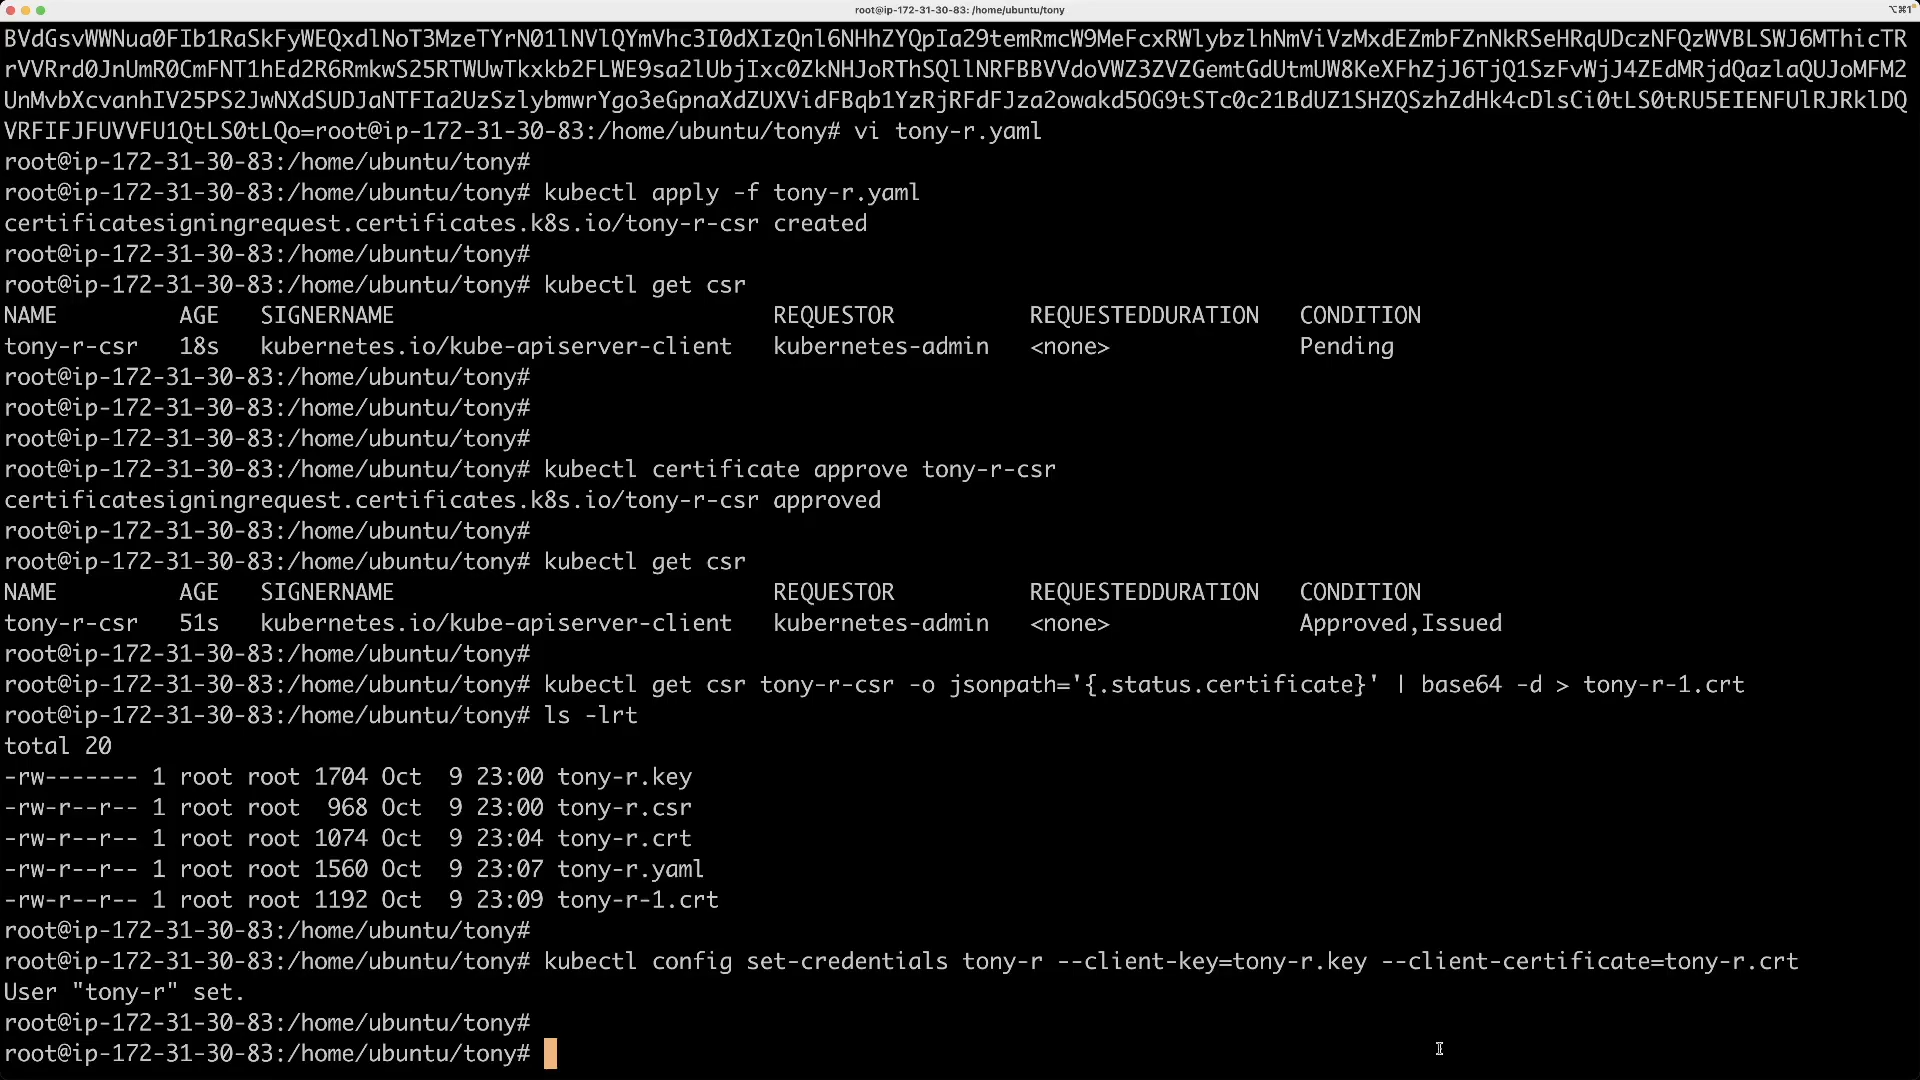 root@ip-172-31-30-83: /home/ubuntu/tony
⌥⌘1
VRFIFJFUVVFU1QtLS0tLQo=root@ip-172-31-30-83:/home/ubuntu/tony# vi tony-r.yaml
root@ip-172-31-30-83:/home/ubuntu/tony#
root@ip-172-31-30-83:/home/ubuntu/tony# kubectl apply -f tony-r.yaml
certificatesigningrequest.certificates.k8s.io/tony-r-csr created
root@ip-172-31-30-83:/home/ubuntu/tony#
root@ip-172-31-30-83:/home/ubuntu/tony# kubectl get csr
NAME         AGE   SIGNERNAME                            REQUESTOR          REQUESTEDDURATION   CONDITION
tony-r-csr   18s   kubernetes.io/kube-apiserver-client   kubernetes-admin   <none>              Pending
root@ip-172-31-30-83:/home/ubuntu/tony#
root@ip-172-31-30-83:/home/ubuntu/tony#
root@ip-172-31-30-83:/home/ubuntu/tony#
root@ip-172-31-30-83:/home/ubuntu/tony# kubectl certificate approve tony-r-csr
certificatesigningrequest.certificates.k8s.io/tony-r-csr approved
root@ip-172-31-30-83:/home/ubuntu/tony#
root@ip-172-31-30-83:/home/ubuntu/tony# kubectl get csr
NAME         AGE   SIGNERNAME                            REQUESTOR          REQUESTEDDURATION   CONDITION
tony-r-csr   51s   kubernetes.io/kube-apiserver-client   kubernetes-admin   <none>              Approved,Issued
root@ip-172-31-30-83:/home/ubuntu/tony#
root@ip-172-31-30-83:/home/ubuntu/tony# kubectl get csr tony-r-csr -o jsonpath='{.status.certificate}' | base64 -d > tony-r-1.crt
root@ip-172-31-30-83:/home/ubuntu/tony# ls -lrt
total 20
-rw------- 1 root root 1704 Oct  9 23:00 tony-r.key
-rw-r--r-- 1 root root  968 Oct  9 23:00 tony-r.csr
-rw-r--r-- 1 root root 1074 Oct  9 23:04 tony-r.crt
-rw-r--r-- 1 root root 1560 Oct  9 23:07 tony-r.yaml
-rw-r--r-- 1 root root 1192 Oct  9 23:09 tony-r-1.crt
root@ip-172-31-30-83:/home/ubuntu/tony#
root@ip-172-31-30-83:/home/ubuntu/tony# kubectl config set-credentials tony-r --client-key=tony-r.key --client-certificate=tony-r.crt
User "tony-r" set.
root@ip-172-31-30-83:/home/ubuntu/tony#
root@ip-172-31-30-83:/home/ubuntu/tony#